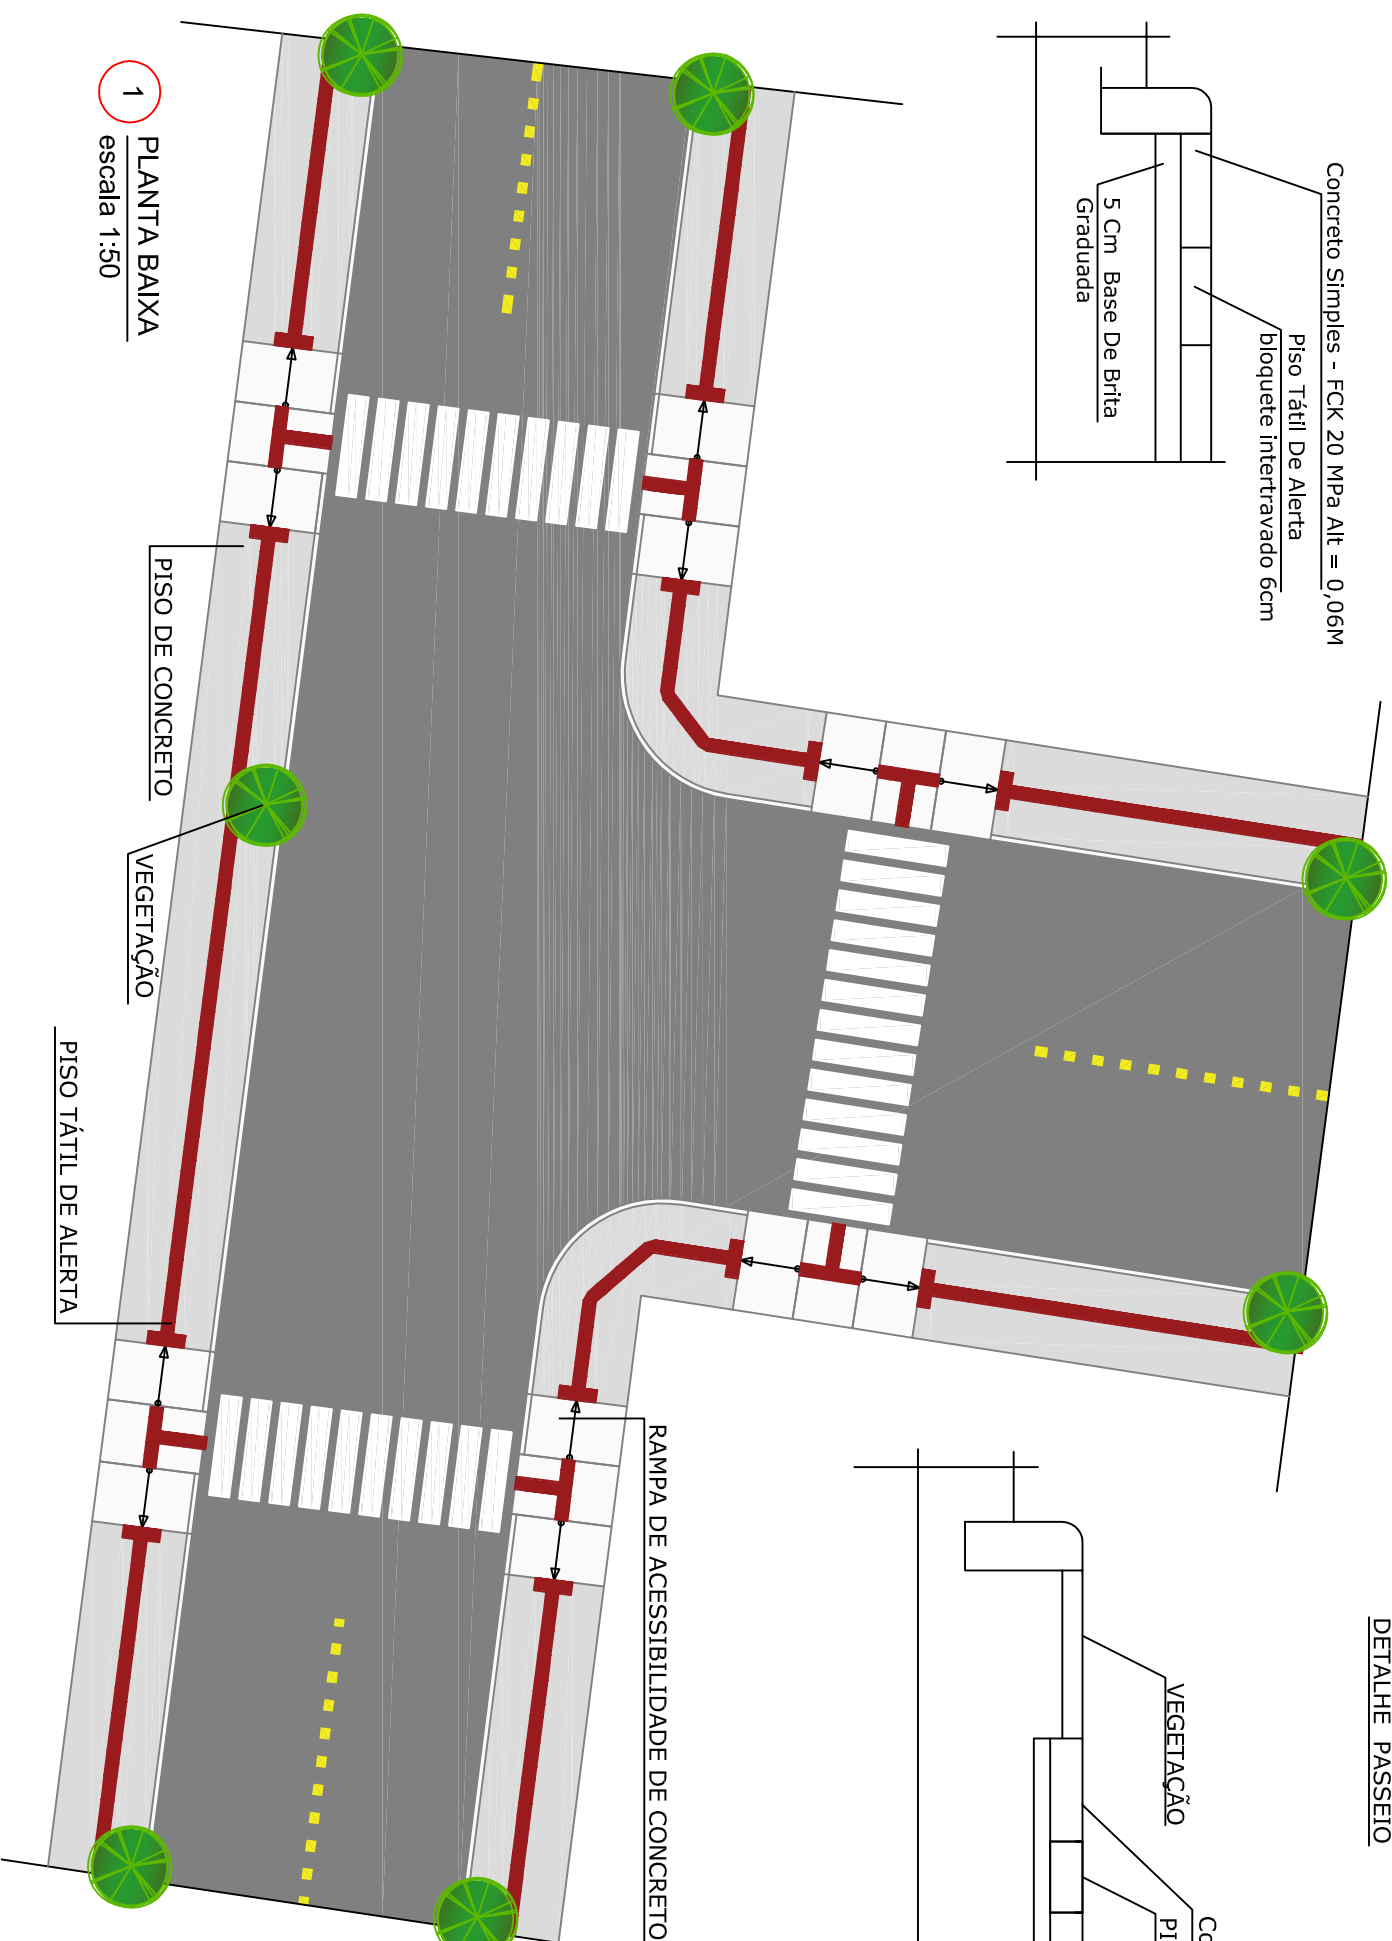 Concreto Simples - FCK 20 MPa Alt = 0,06M
Piso Tátil De Alerta
bloquete intertravado 6cm
5 Cm Base De Brita
Graduada
DETALHE PASSEIO
VEGETAÇÃO
RAMPA DE ACESSIBILIDADE DE CONCRETO
PISO DE CONCRETO
VEGETAÇÃO
PISO TÁTIL DE ALERTA
1
PLANTA BAIXA
escala 1:50